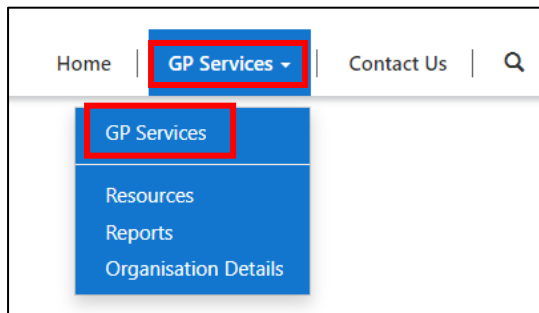 Home GP Services Contact Us
GP Services
Resources
Reports
Organisation Details